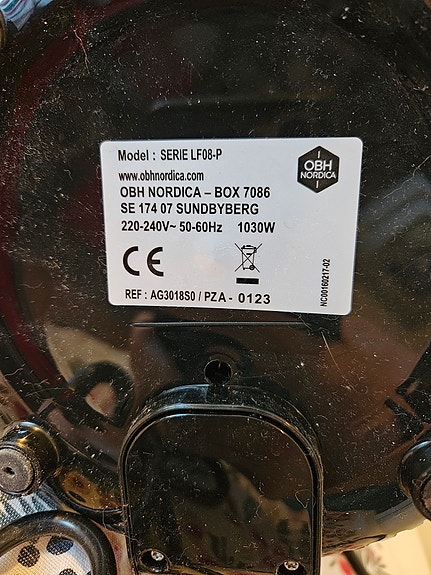 Model : SERIE LF08-P
OBH
NORDICA
www.obhnordica.com
OBH NORDICA – BOX 7086
SE 174 07 SUNDBYBERG
220-240V~ 50-60Hz 1030W
CE
REF : AG3018S0 / PZA - 0123
NC00160217-02